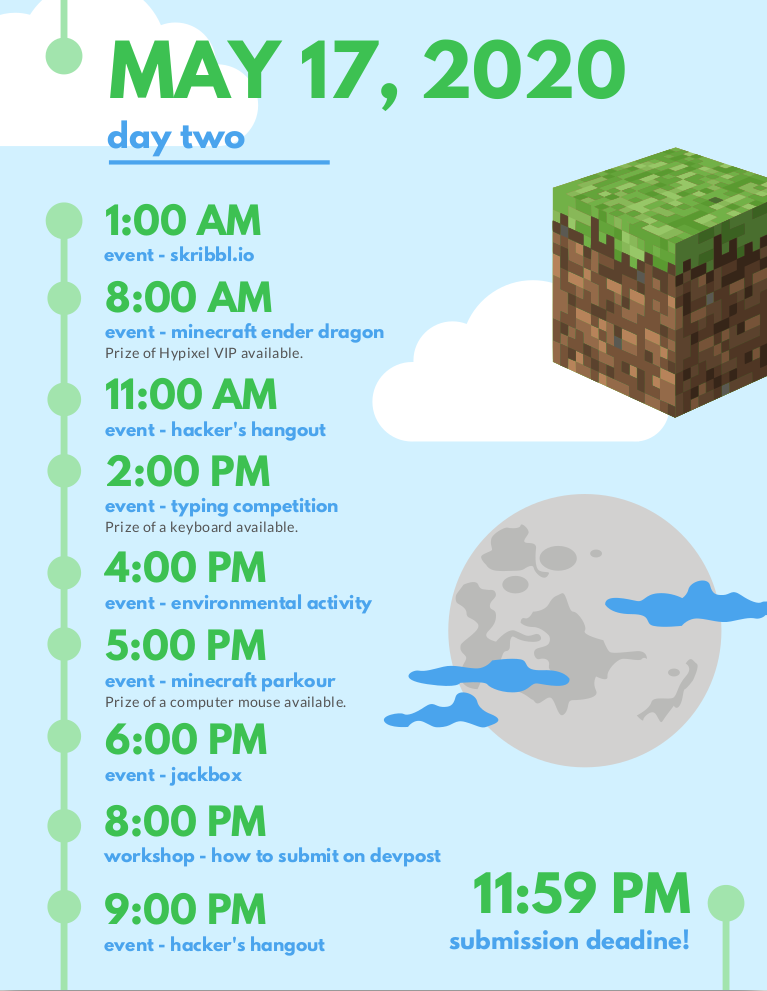 MAY 17, 2020
day two
1:00 AM
event - skribbl.io
8:00 AM
event - minecraft ender dragon
Prize of Hypixel VIP available.
11:00 AM
event - hacker's hangout
2:00 PM
event - typing competition
Prize of a keyboard available.
4:00 PM
event - environmental activity
5:00 PM
event - minecraft parkour
Prize of a computer mouse available.
6:00 PM
event - jackbox
8:00 PM
workshop - how to submit on devpost
9:00 PM
event - hacker's hangout
11:59 PM
submission deadine!